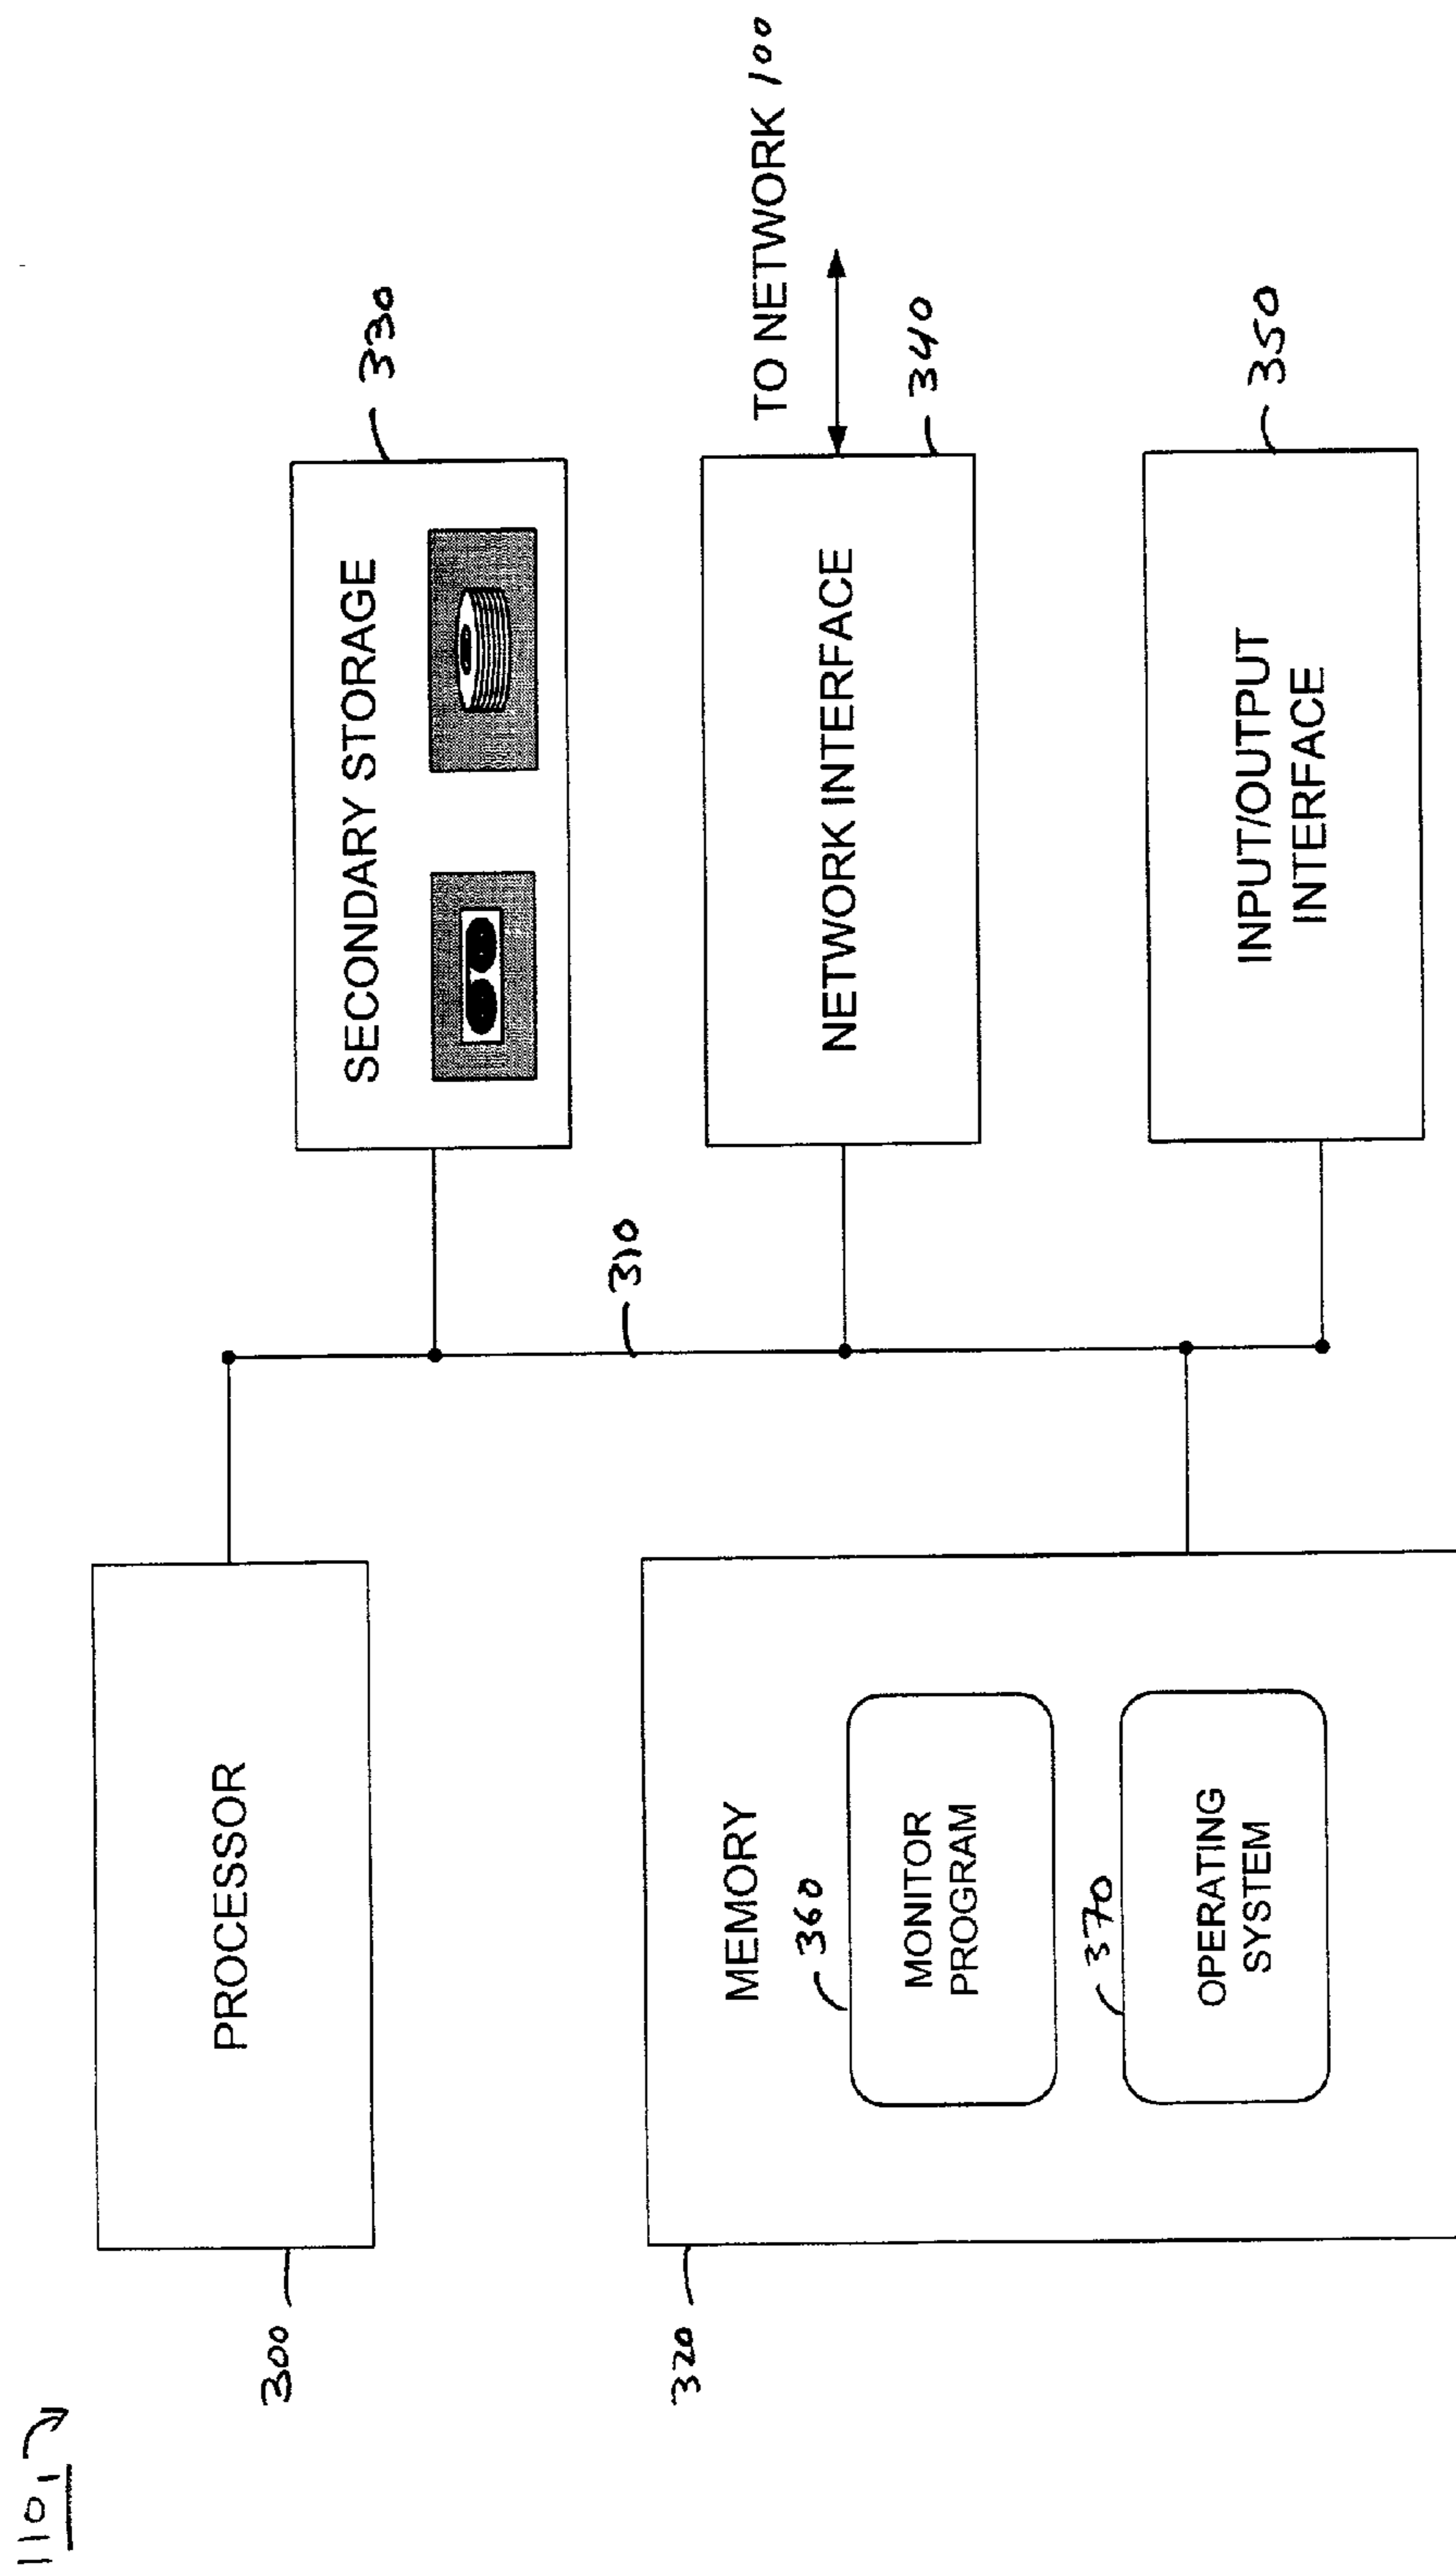 110₁
300
PROCESSOR
320
MEMORY
360
MONITOR
PROGRAM
370
OPERATING
SYSTEM
310
SECONDARY STORAGE
330
TO NETWORK 100
NETWORK INTERFACE
340
INPUT/OUTPUT
INTERFACE
350